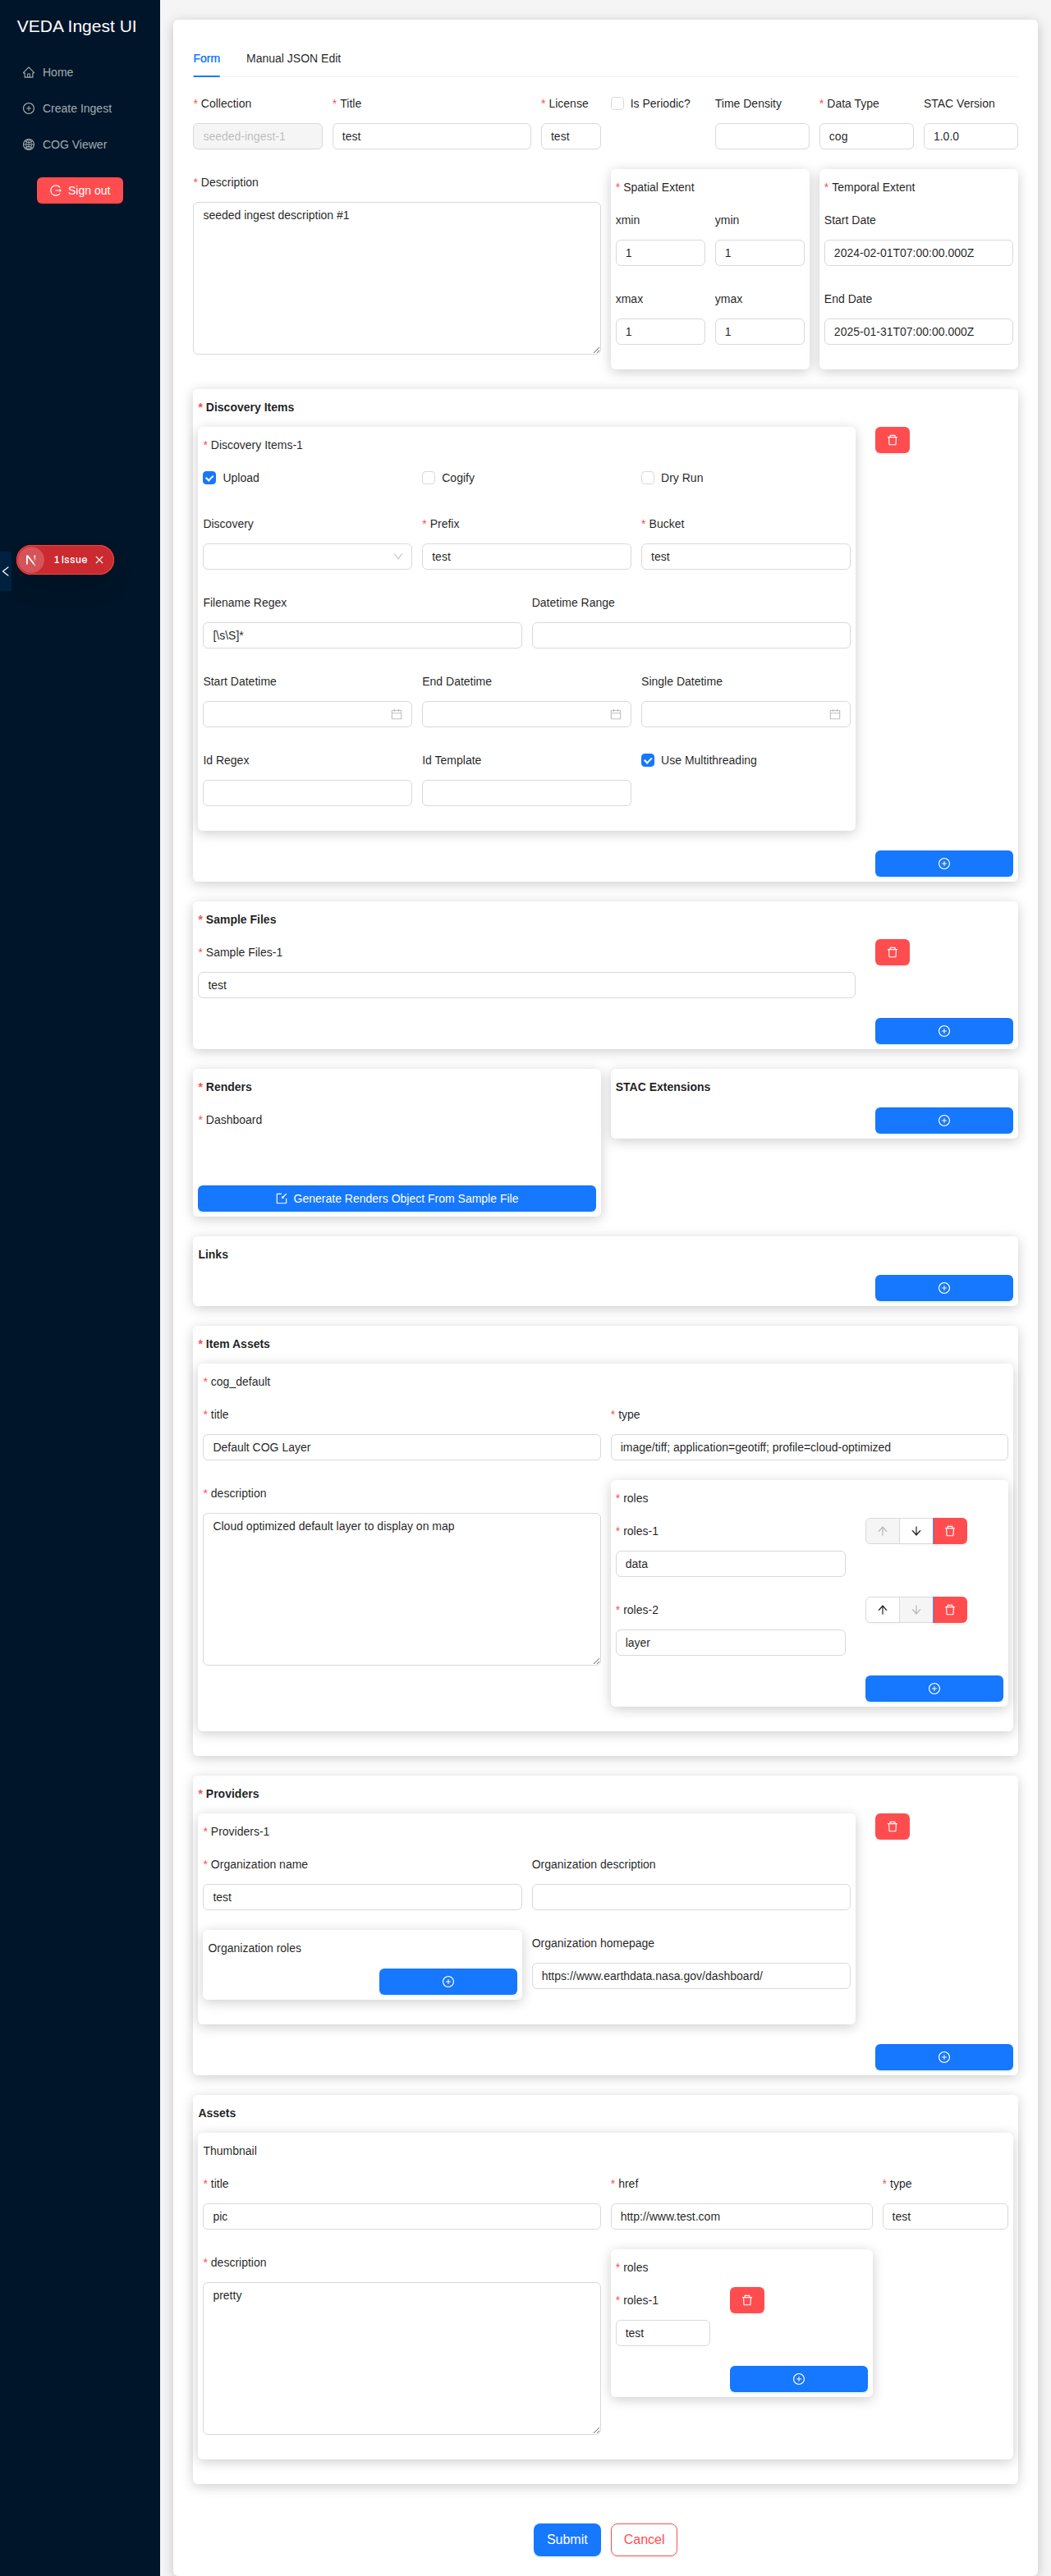 VEDA Ingest UI
Home
Create Ingest
COG Viewer
Sign out
1 Issue
Form Manual JSON Edit
* Collection * Title * License Is Periodic? Time Density * Data Type STAC Version
seeded-ingest-1 test test cog 1.0.0
* Description
seeded ingest description #1
* Spatial Extent
xmin ymin
1 1
xmax ymax
1 1
* Temporal Extent
Start Date
2024-02-01T07:00:00.000Z
End Date
2025-01-31T07:00:00.000Z
* Discovery Items
* Discovery Items-1
Upload Cogify Dry Run
Discovery * Prefix * Bucket
test test
Filename Regex Datetime Range
[\s\S]*
Start Datetime End Datetime Single Datetime
Id Regex Id Template Use Multithreading
* Sample Files
* Sample Files-1
test
* Renders
* Dashboard
Generate Renders Object From Sample File
STAC Extensions
Links
* Item Assets
* cog_default
* title * type
Default COG Layer image/tiff; application=geotiff; profile=cloud-optimized
* description
Cloud optimized default layer to display on map
* roles
* roles-1
data
* roles-2
layer
* Providers
* Providers-1
* Organization name Organization description
test
Organization roles
Organization homepage
https://www.earthdata.nasa.gov/dashboard/
Assets
Thumbnail
* title * href * type
pic http://www.test.com test
* description
pretty
* roles
* roles-1
test
Submit Cancel